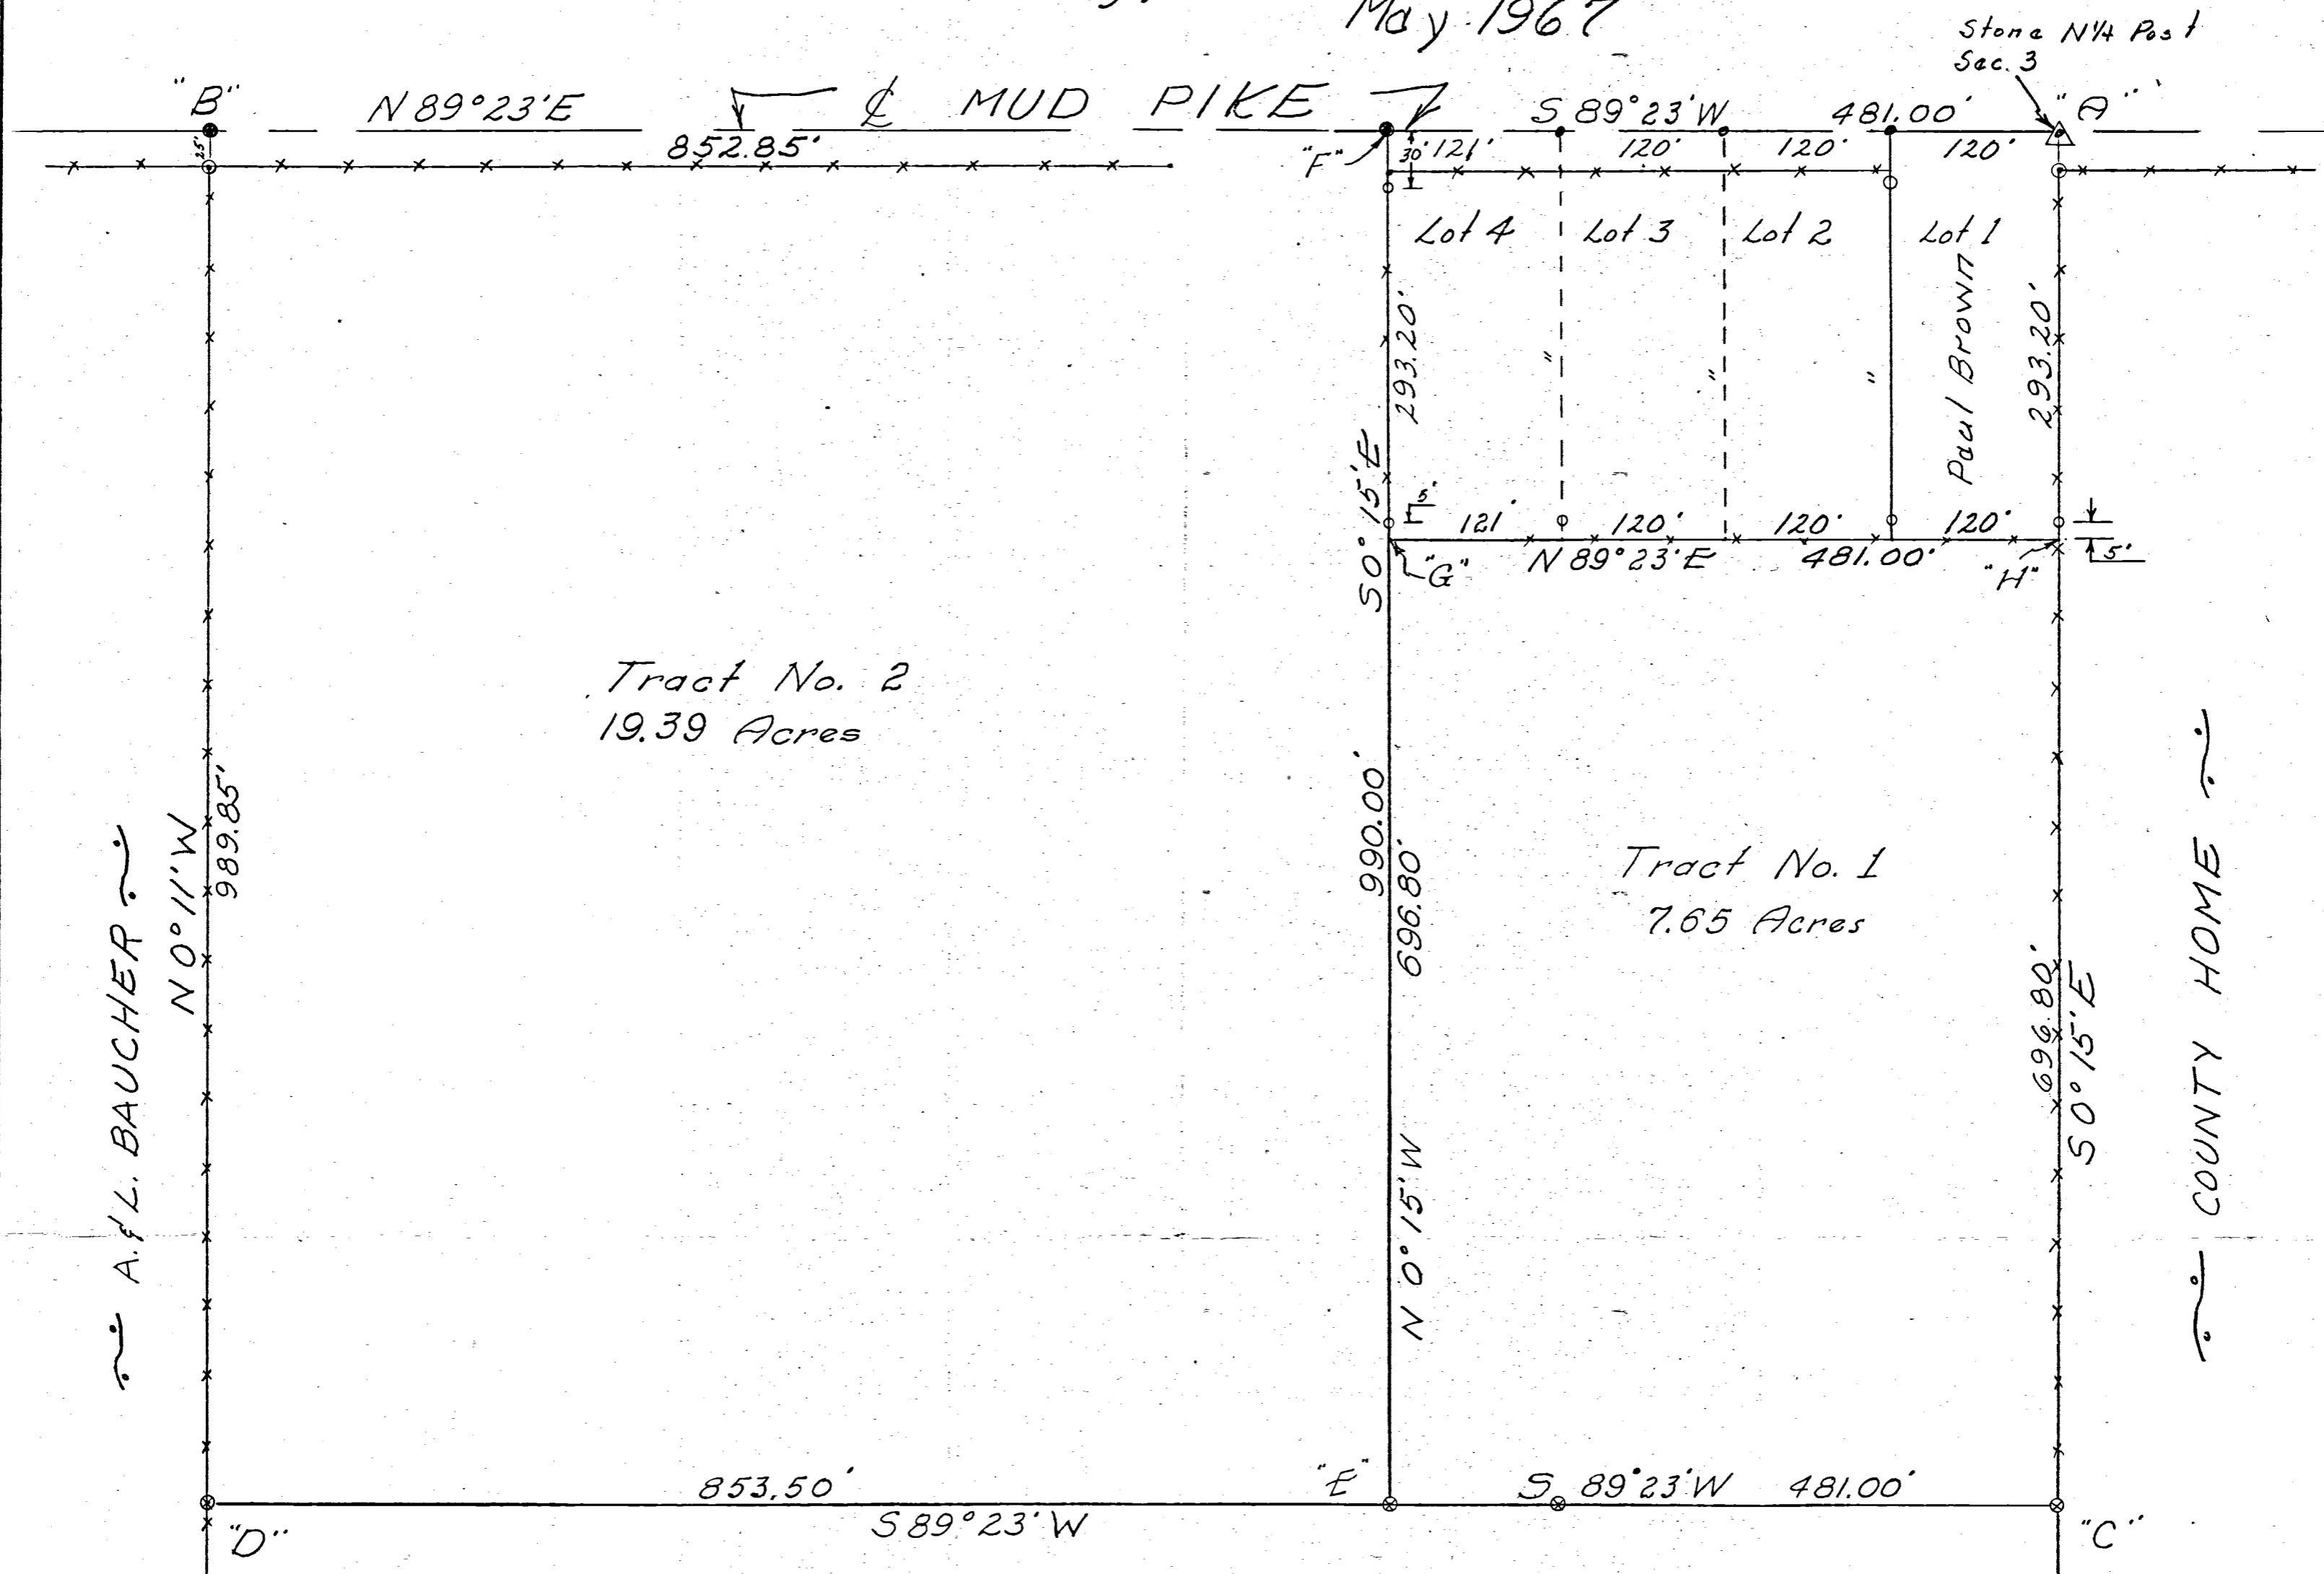 May 1967
Stone N¼ Post
Sec. 3
"B"
N 89°23'E
℄ MUD PIKE
S 89°23'W
481.00'
"A"
25'
852.85'
"F"
30'
121'
120'
120'
120'
Lot 4
Lot 3
Lot 2
Lot 1
293.20'
"
"
"
Paul Brown
293.20'
S 0° 15' E
5'
121'
120'
120'
120'
5'
"G"
N 89°23'E
481.00'
"H"
Tract No. 2
19.39 Acres
A. & L. BAUCHER
N 0° 11' W
989.85'
990.00'
696.80'
Tract No. 1
7.65 Acres
696.80'
S 0° 15' E
COUNTY HOME
N 0° 15' W
853.50'
S 89°23'W
"E"
S 89°23'W
481.00'
"D"
"C"